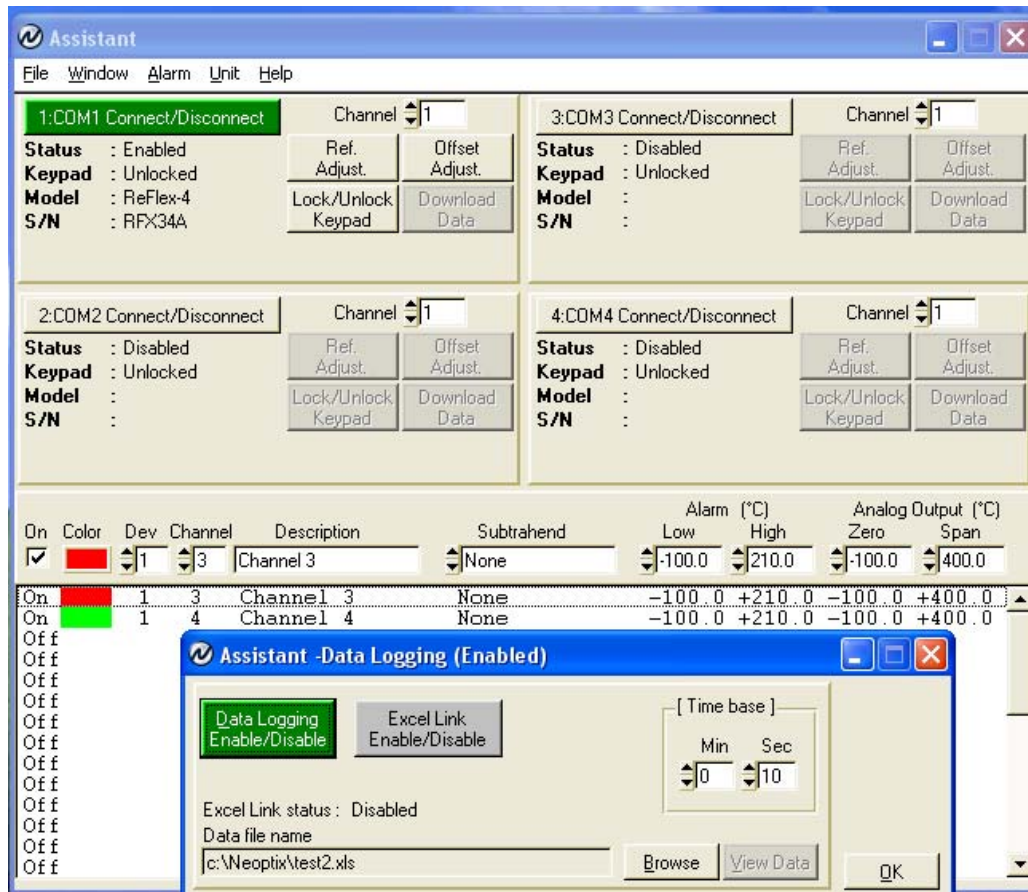 Assistant
File Window Alarm Unit Help
1:COM1 Connect/Disconnect Channel 1
Status : Enabled Ref. Adjust. Offset Adjust.
Keypad : Unlocked
Model : ReFlex-4 Lock/Unlock Keypad Download Data
S/N : RFX34A
3:COM3 Connect/Disconnect Channel 1
Status : Disabled Ref. Adjust. Offset Adjust.
Keypad : Unlocked
Model : Lock/Unlock Keypad Download Data
S/N :
2:COM2 Connect/Disconnect Channel 1
Status : Disabled Ref. Adjust. Offset Adjust.
Keypad : Unlocked
Model : Lock/Unlock Keypad Download Data
S/N :
4:COM4 Connect/Disconnect Channel 1
Status : Disabled Ref. Adjust. Offset Adjust.
Keypad : Unlocked
Model : Lock/Unlock Keypad Download Data
S/N :
Alarm (°C) Analog Output (°C)
On Color Dev Channel Description Subtrahend Low High Zero Span
1 3 Channel 3 None -100.0 210.0 -100.0 400.0
On 1 3 Channel 3 None -100.0 +210.0 -100.0 +400.0
On 1 4 Channel 4 None -100.0 +210.0 -100.0 +400.0
Off
Off
Off
Off
Off
Off
Off
Off
Off
Off
Off
Off
Assistant -Data Logging (Enabled)
Data Logging Enable/Disable Excel Link Enable/Disable
[ Time base ]
Min Sec
0 10
Excel Link status : Disabled
Data file name
c:\Neoptix\test2.xls Browse View Data OK